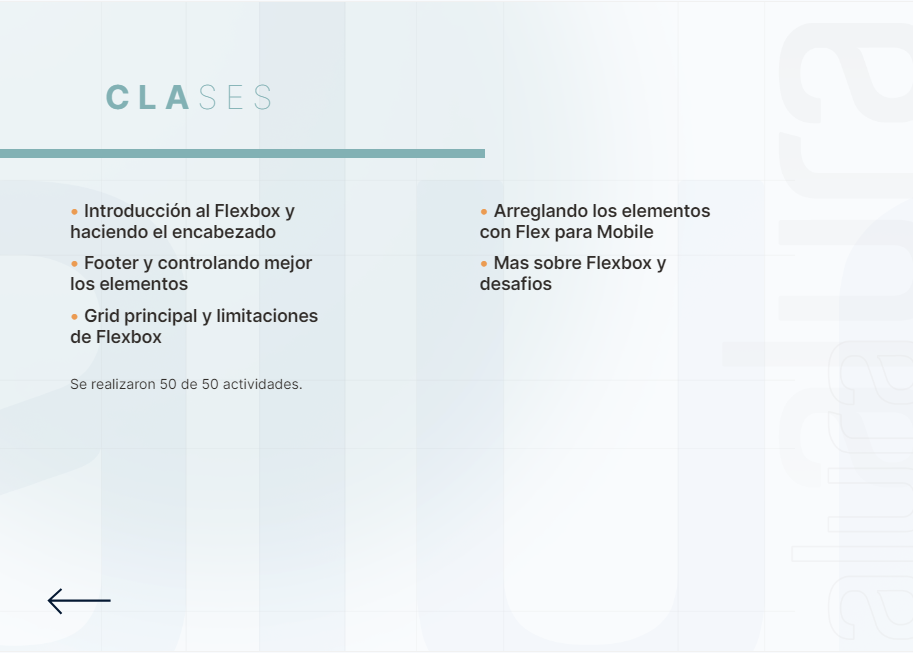 CLASES
• Introducción al Flexbox y
haciendo el encabezado
• Footer y controlando mejor
los elementos
• Grid principal y limitaciones
de Flexbox
Se realizaron 50 de 50 actividades.
• Arreglando los elementos
con Flex para Mobile
• Mas sobre Flexbox y
desafios
alura
alura